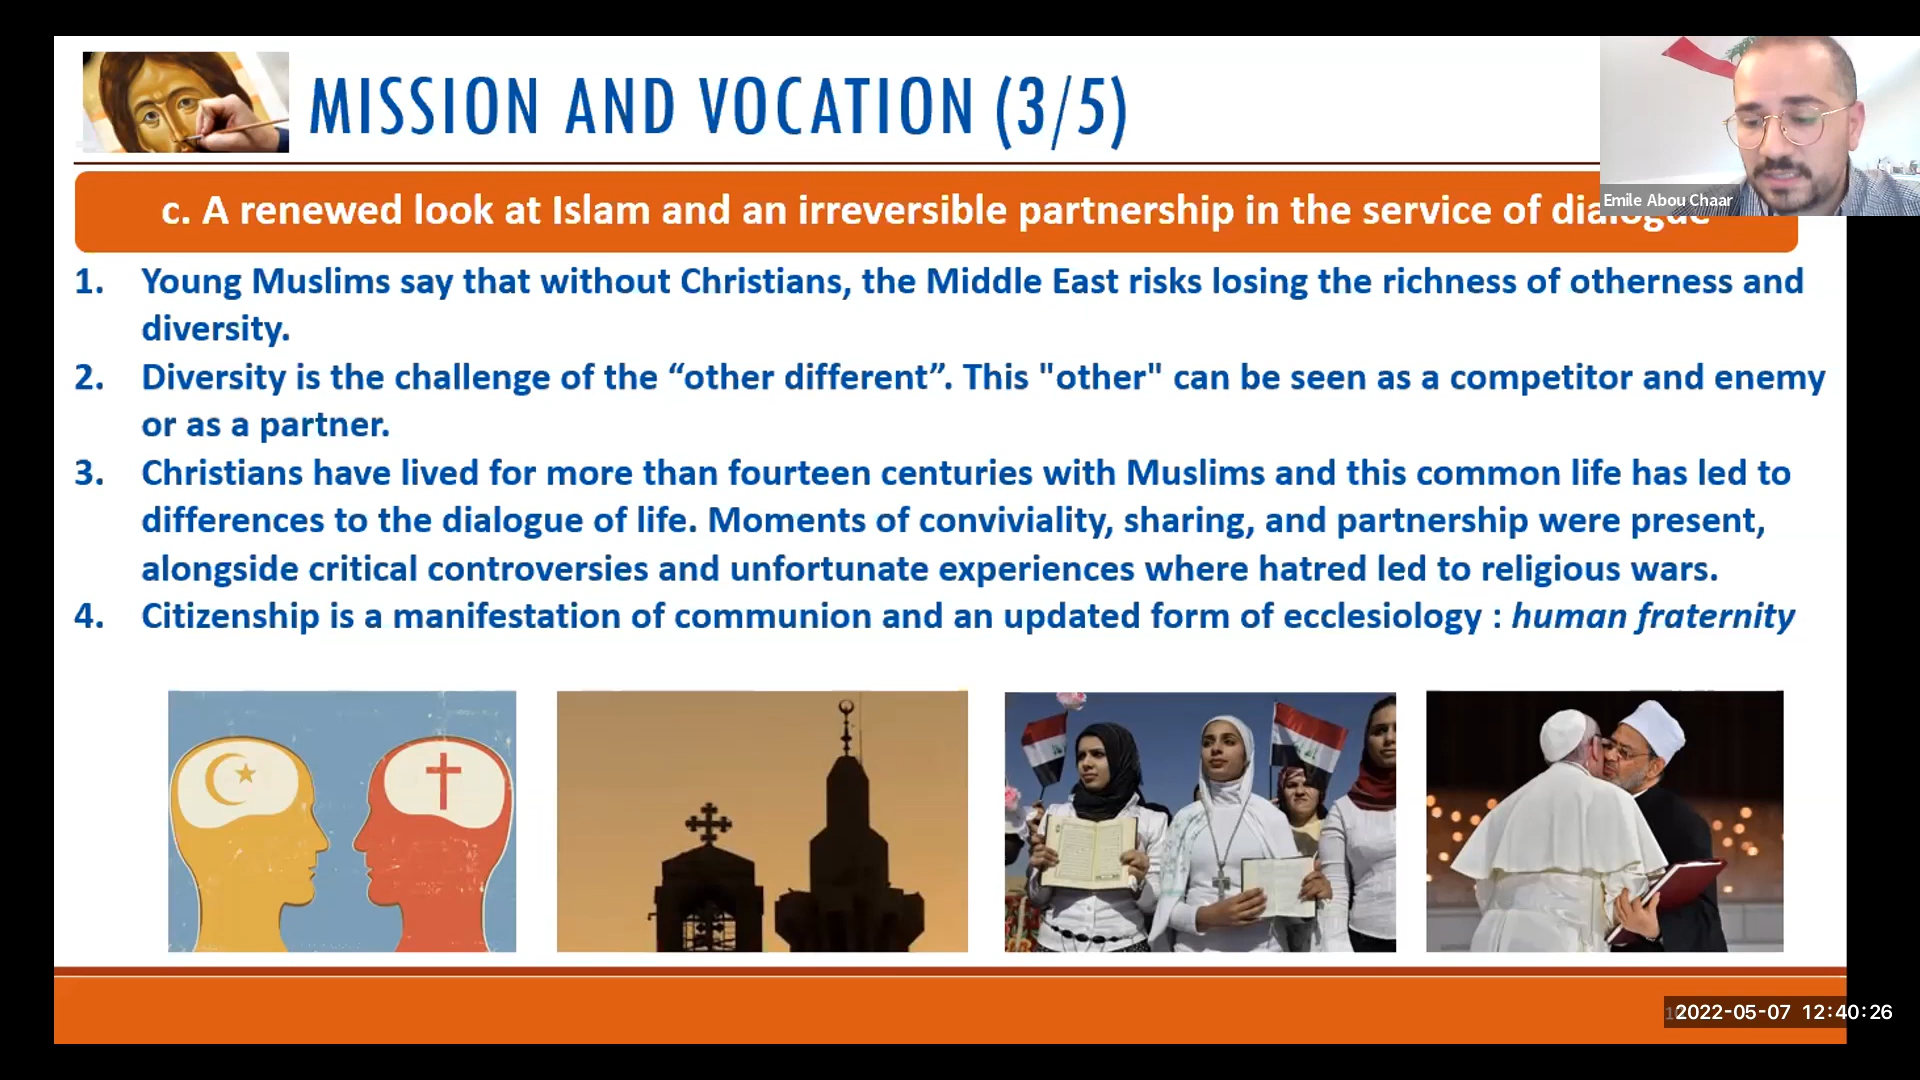 MISSION AND VOCATION (3/5)
Emile Abou Chaar
c. A renewed look at Islam and an irreversible partnership in the service of dialogue
1. Young Muslims say that without Christians, the Middle East risks losing the richness of otherness and
diversity.
2. Diversity is the challenge of the “other different”. This "other" can be seen as a competitor and enemy
or as a partner.
3. Christians have lived for more than fourteen centuries with Muslims and this common life has led to
differences to the dialogue of life. Moments of conviviality, sharing, and partnership were present,
alongside critical controversies and unfortunate experiences where hatred led to religious wars.
4. Citizenship is a manifestation of communion and an updated form of ecclesiology : human fraternity
2022-05-07 12:40:26